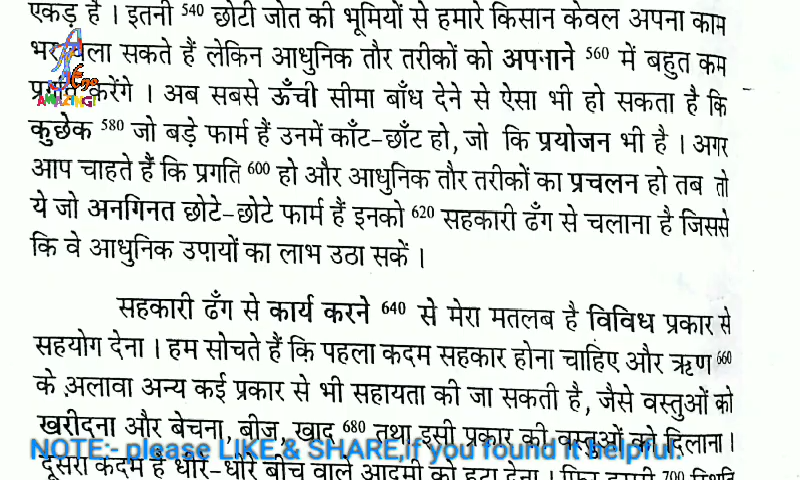 एकड़ है । इतनी 540 छोटी जोत की भूमियों से हमारे किसान केवल अपना काम
भर चला सकते हैं लेकिन आधुनिक तौर तरीकों को अपनाने 560 में बहुत कम
प्रगति करेंगे । अब सबसे ऊँची सीमा बाँध देने से ऐसा भी हो सकता है कि
AMAZING!
कुछेक 580 जो बड़े फार्म हैं उनमें काँट-छाँट हो, जो कि प्रयोजन भी है । अगर
आप चाहते हैं कि प्रगति 600 हो और आधुनिक तौर तरीकों का प्रचलन हो तब तो
ये जो अनगिनत छोटे-छोटे फार्म हैं इनको 620 सहकारी ढँग से चलाना है जिससे
कि वे आधुनिक उपायों का लाभ उठा सकें ।
सहकारी ढँग से कार्य करने 640 से मेरा मतलब है विविध प्रकार से
सहयोग देना । हम सोचते हैं कि पहला कदम सहकार होना चाहिए और ऋण 660
के अलावा अन्य कई प्रकार से भी सहायता की जा सकती है, जैसे वस्तुओं को
खरीदना और बेचना, बीज, खाद 680 तथा इसी प्रकार की वस्तुओं को दिलाना ।
NOTE:- please LIKE & SHARE,if you found it helpful.
दूसरा कदम है धीरे-धीरे बीच वाले आदमी को हटा देना । 700